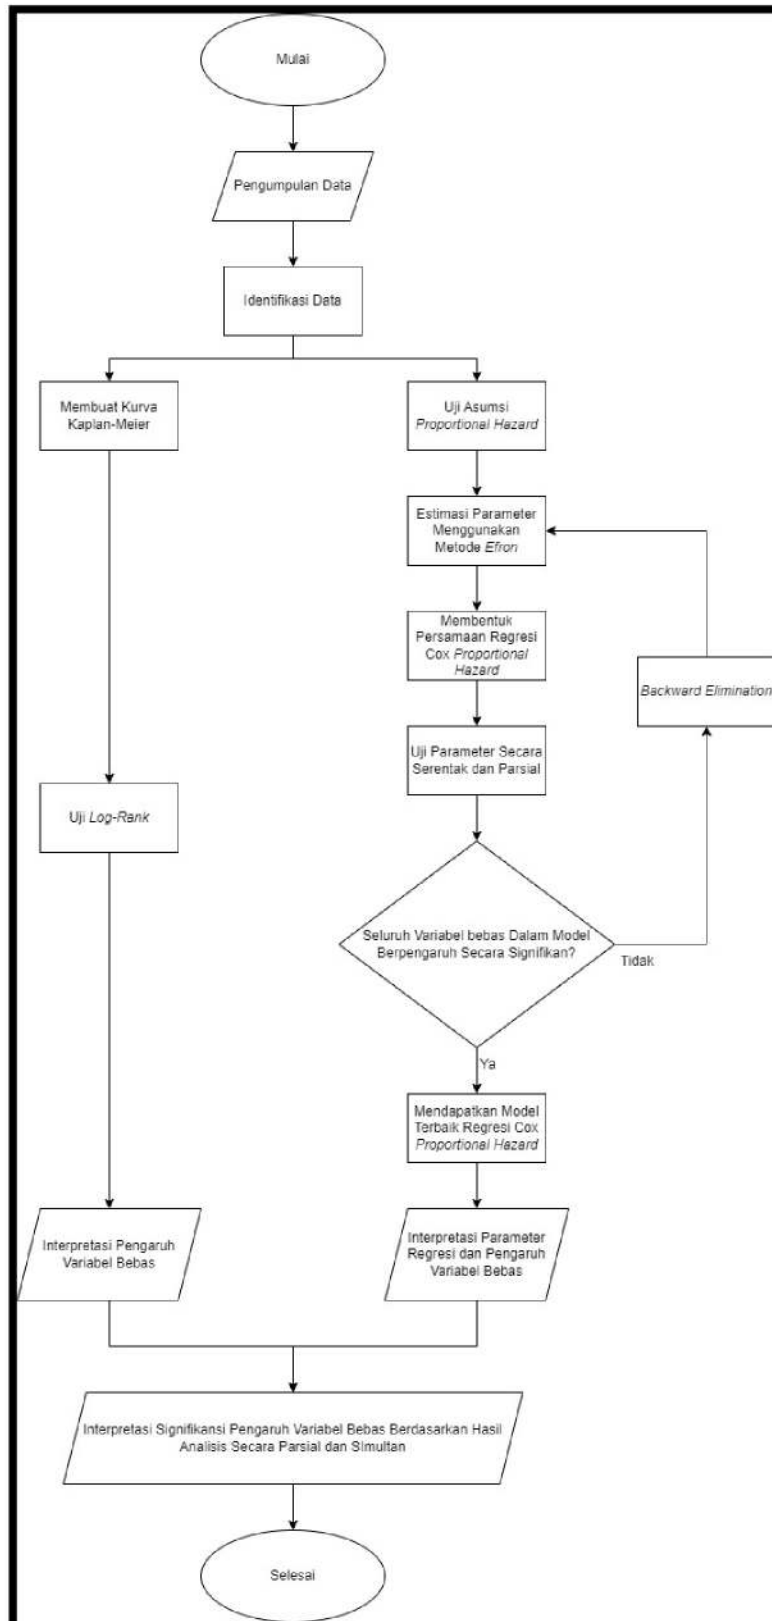 Mulai
Pengumpulan Data
Identifikasi Data
Membuat Kurva
Kaplan-Meier
Uji Asumsi
Proportional Hazard
Estimasi Parameter
Menggunakan
Metode Efron
Membentuk
Persamaan Regresi
Cox Proportional
Hazard
Backward Elimination
Uji Parameter Secara
Serentak dan Parsial
Uji Log-Rank
Seluruh Variabel bebas Dalam Model
Berpengaruh Secara Signifikan?
Tidak
Ya
Mendapatkan Model
Terbaik Regresi Cox
Proportional Hazard
Interpretasi Pengaruh
Variabel Bebas
Interpretasi Parameter
Regresi dan Pengaruh
Variabel Bebas
Interpretasi Signifikansi Pengaruh Variabel Bebas Berdasarkan Hasil
Analisis Secara Parsial dan SImultan
Selesai